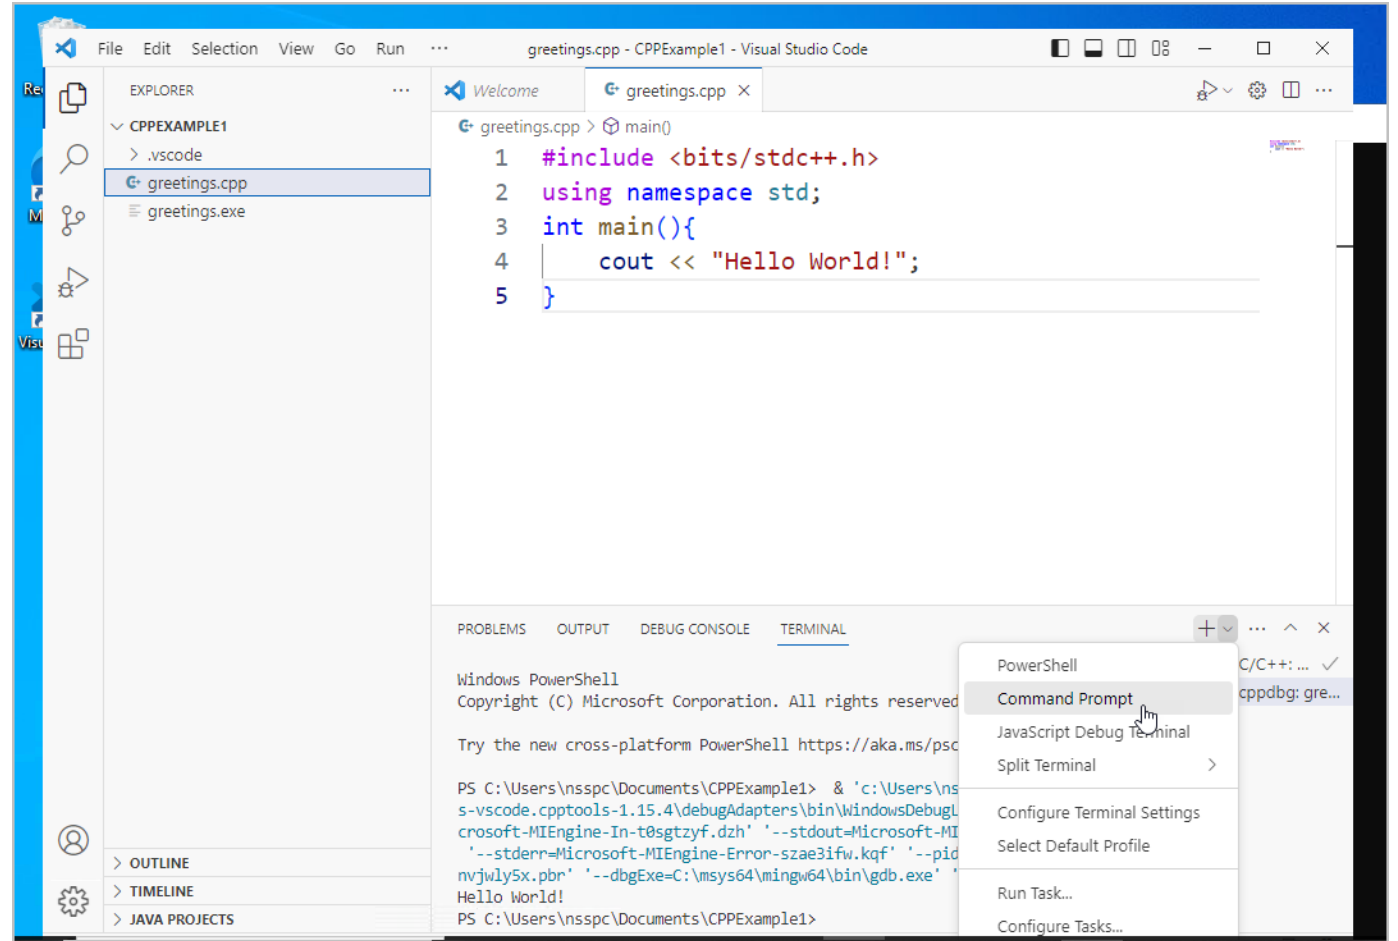 File Edit Selection View Go Run ··· greetings.cpp - CPPExample1 - Visual Studio Code
EXPLORER ···
CPPEXAMPLE1
.vscode
greetings.cpp
greetings.exe
OUTLINE
TIMELINE
JAVA PROJECTS
Welcome greetings.cpp
greetings.cpp > main()
1 #include <bits/stdc++.h>
2 using namespace std;
3 int main(){
4 cout << "Hello World!";
5 }
PROBLEMS OUTPUT DEBUG CONSOLE TERMINAL
Windows PowerShell
Copyright (C) Microsoft Corporation. All rights reserved
Try the new cross-platform PowerShell https://aka.ms/psc
PS C:\Users\nsspc\Documents\CPPExample1> & 'c:\Users\ns
s-vscode.cpptools-1.15.4\debugAdapters\bin\WindowsDebugL
crosoft-MIEngine-In-t0sgtzyf.dzh' '--stdout=Microsoft-MI
'--stderr=Microsoft-MIEngine-Error-szae3ifw.kqf' '--pid
nvjwly5x.pbr' '--dbgExe=C:\msys64\mingw64\bin\gdb.exe' '
Hello World!
PS C:\Users\nsspc\Documents\CPPExample1>
PowerShell
Command Prompt
JavaScript Debug Terminal
Split Terminal
Configure Terminal Settings
Select Default Profile
Run Task...
Configure Tasks...
C/C++: ...
cppdbg: gre...